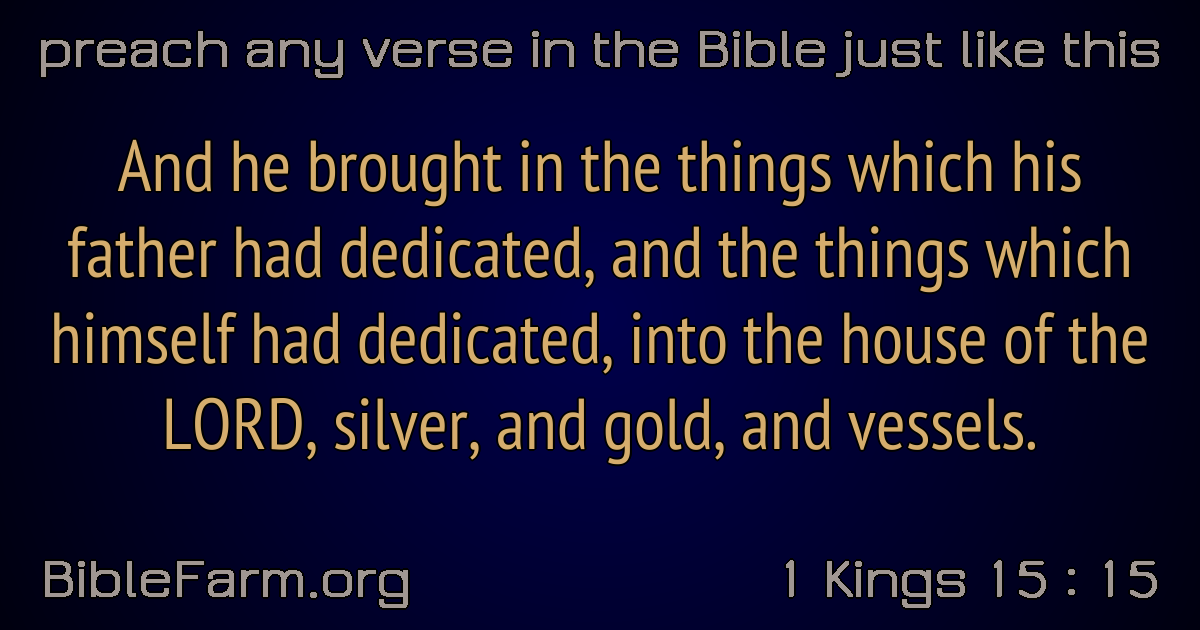 preach any verse in the Bible just like this
And he brought in the things which his
father had dedicated, and the things which
himself had dedicated, into the house of the
LORD, silver, and gold, and vessels.
BibleFarm.org
1 Kings 15 : 15